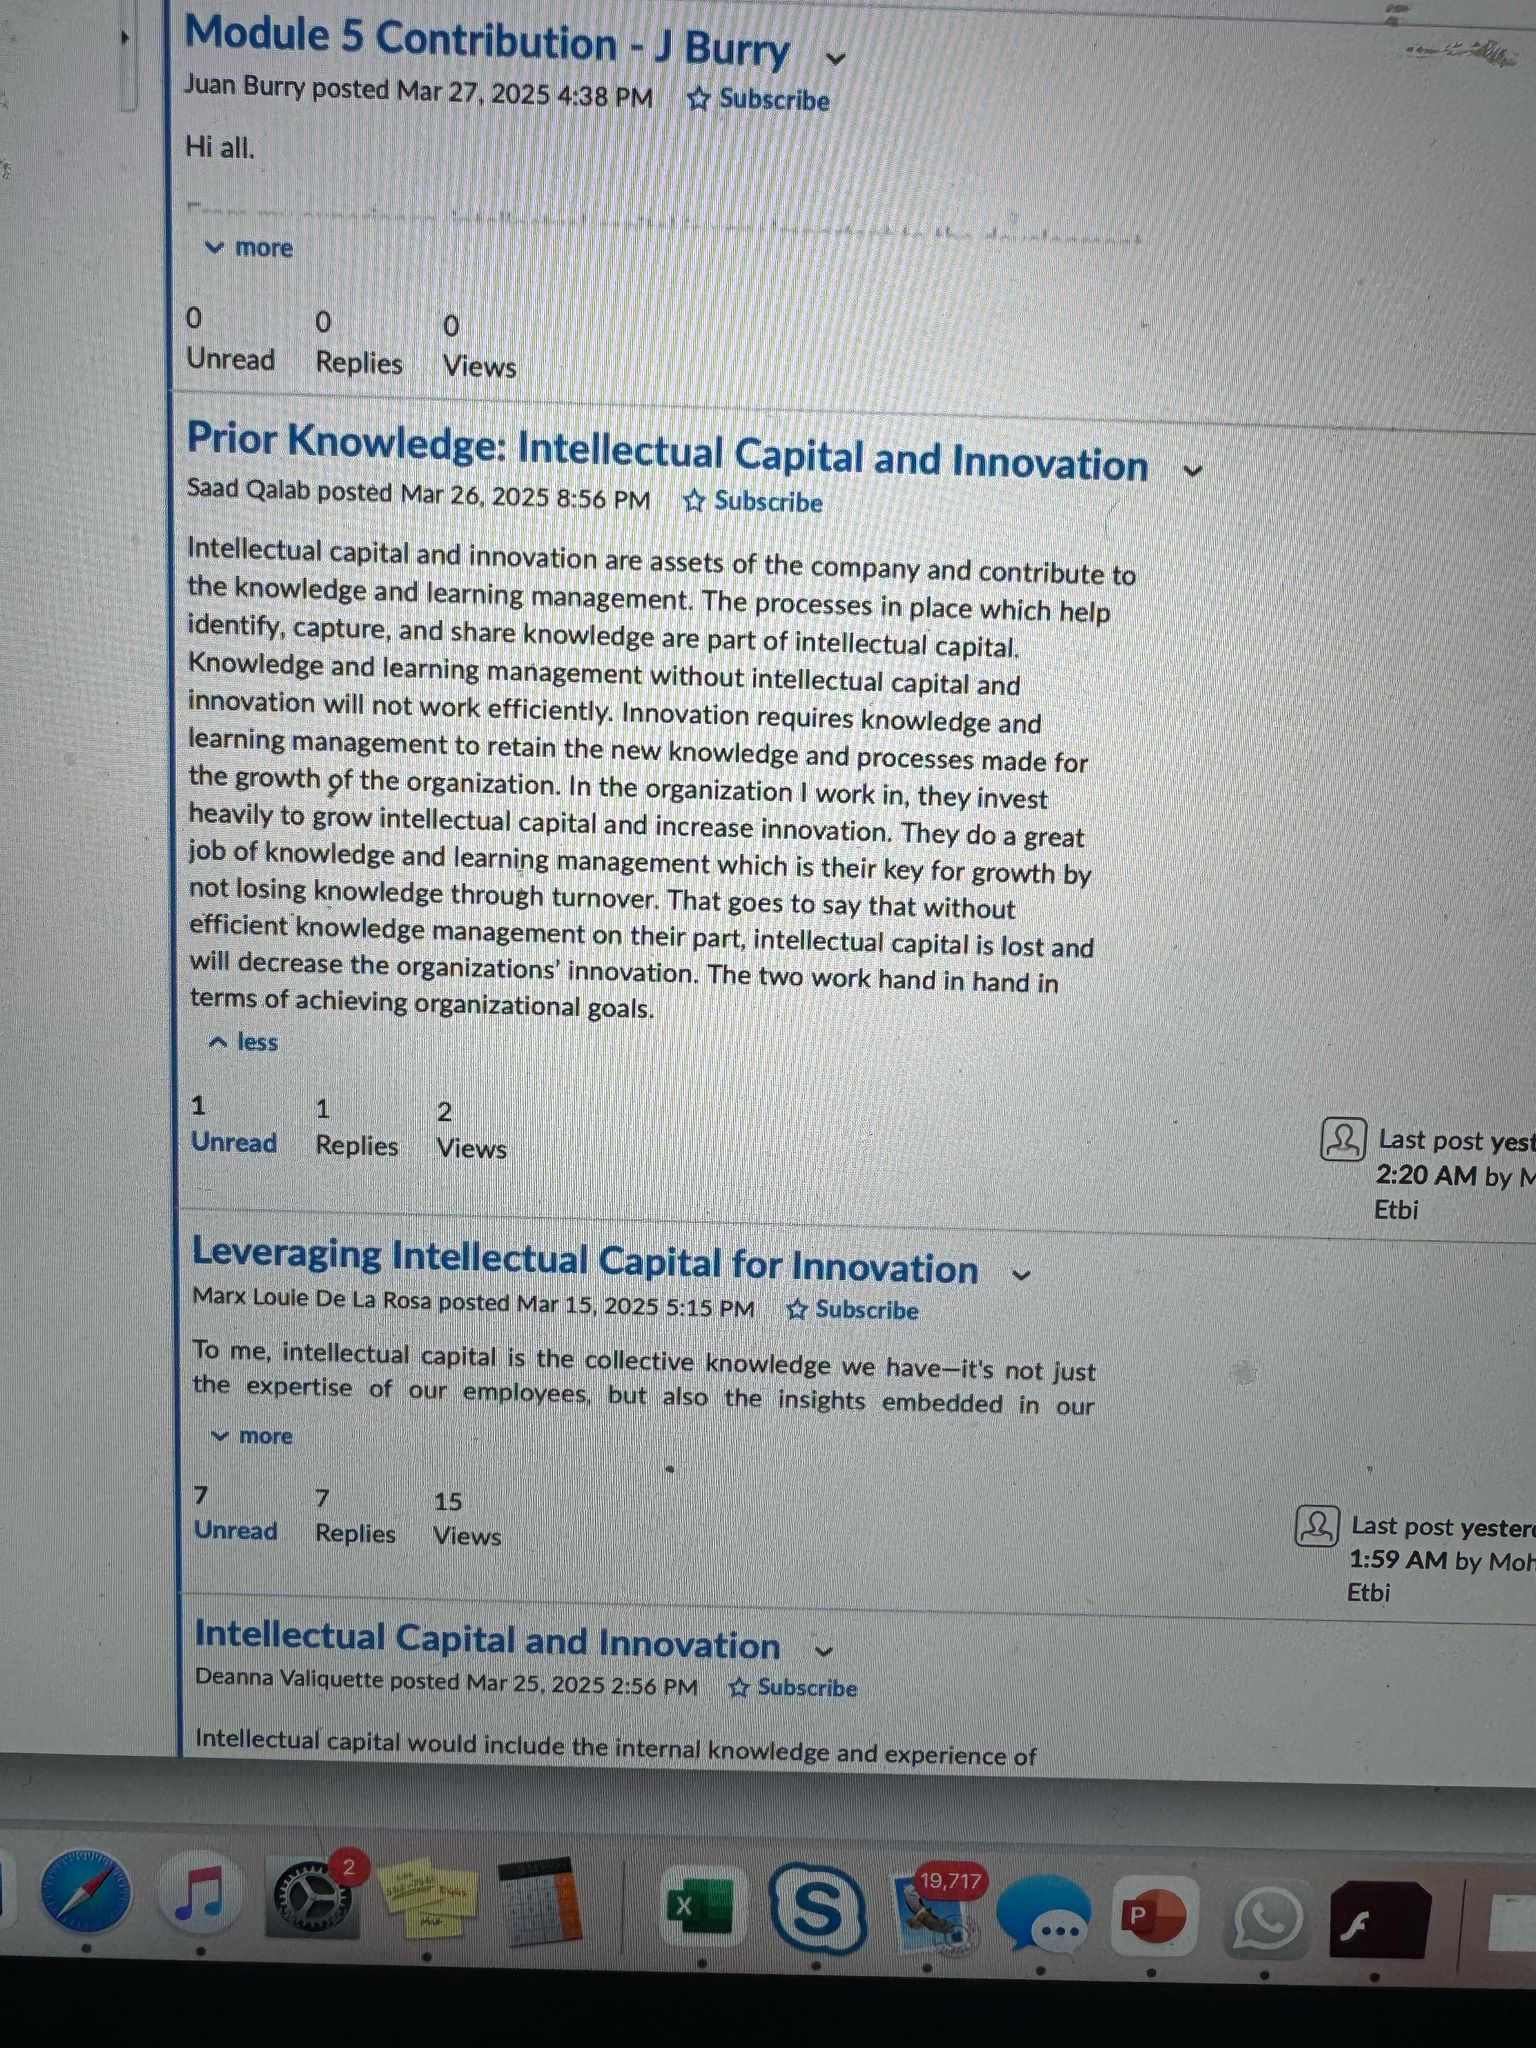 Module 5 Contribution - J Burry
Juan Burry posted Mar 27, 2025 4:38 PM Subscribe
Hi all.
more
0 0 0
Unread Replies Views
Prior Knowledge: Intellectual Capital and Innovation
Saad Qalab posted Mar 26, 2025 8:56 PM Subscribe
Intellectual capital and innovation are assets of the company and contribute to
the knowledge and learning management. The processes in place which help
identify, capture, and share knowledge are part of intellectual capital.
Knowledge and learning management without intellectual capital and
innovation will not work efficiently. Innovation requires knowledge and
learning management to retain the new knowledge and processes made for
the growth of the organization. In the organization I work in, they invest
heavily to grow intellectual capital and increase innovation. They do a great
job of knowledge and learning management which is their key for growth by
not losing knowledge through turnover. That goes to say that without
efficient knowledge management on their part, intellectual capital is lost and
will decrease the organizations' innovation. The two work hand in hand in
terms of achieving organizational goals.
less
1 1 2
Unread Replies Views
Last post yest
2:20 AM by M
Etbi
Leveraging Intellectual Capital for Innovation
Marx Louie De La Rosa posted Mar 15, 2025 5:15 PM Subscribe
To me, intellectual capital is the collective knowledge we have—it's not just
the expertise of our employees, but also the insights embedded in our
more
7 7 15
Unread Replies Views
Last post yester
1:59 AM by Moh
Etbi
Intellectual Capital and Innovation
Deanna Valiquette posted Mar 25, 2025 2:56 PM Subscribe
Intellectual capital would include the internal knowledge and experience of
2
X
S
19,717
P
f